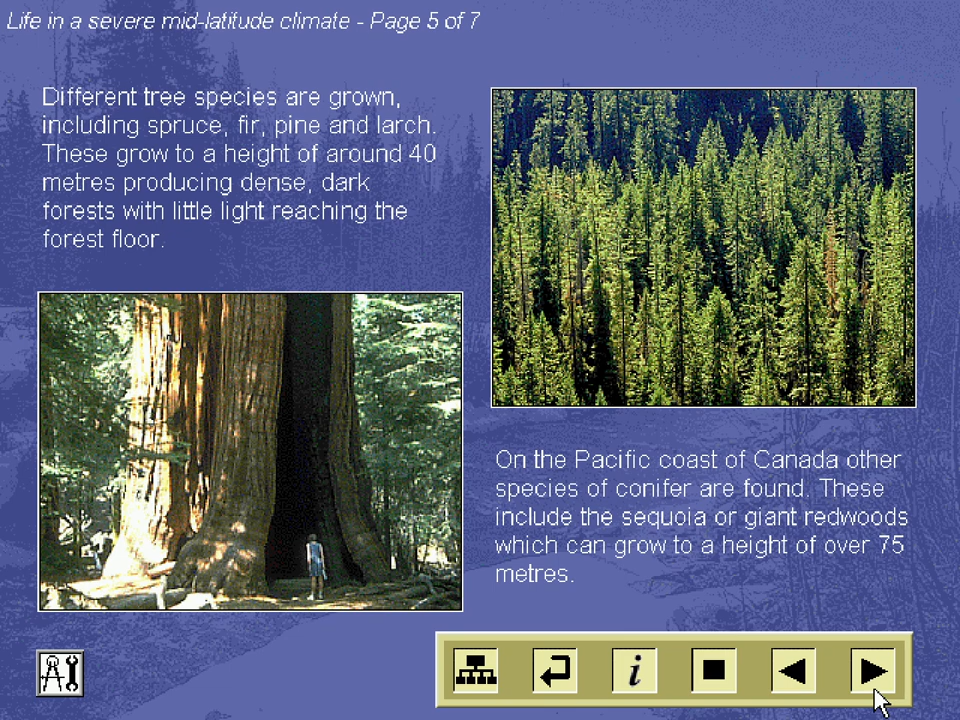 Life in a severe mid-latitude climate - Page 5 of 7
Different tree species are grown,
including spruce, fir, pine and larch.
These grow to a height of around 40
metres producing dense, dark
forests with little light reaching the
forest floor.
On the Pacific coast of Canada other
species of conifer are found. These
include the sequoia or giant redwoods
which can grow to a height of over 75
metres.
i